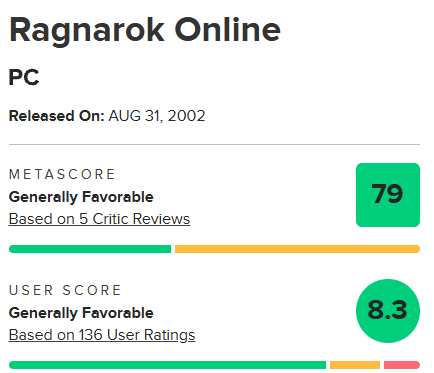 Ragnarok Online
PC
Released On: AUG 31, 2002
METASCORE
Generally Favorable
Based on 5 Critic Reviews
79
USER SCORE
Generally Favorable
Based on 136 User Ratings
8.3